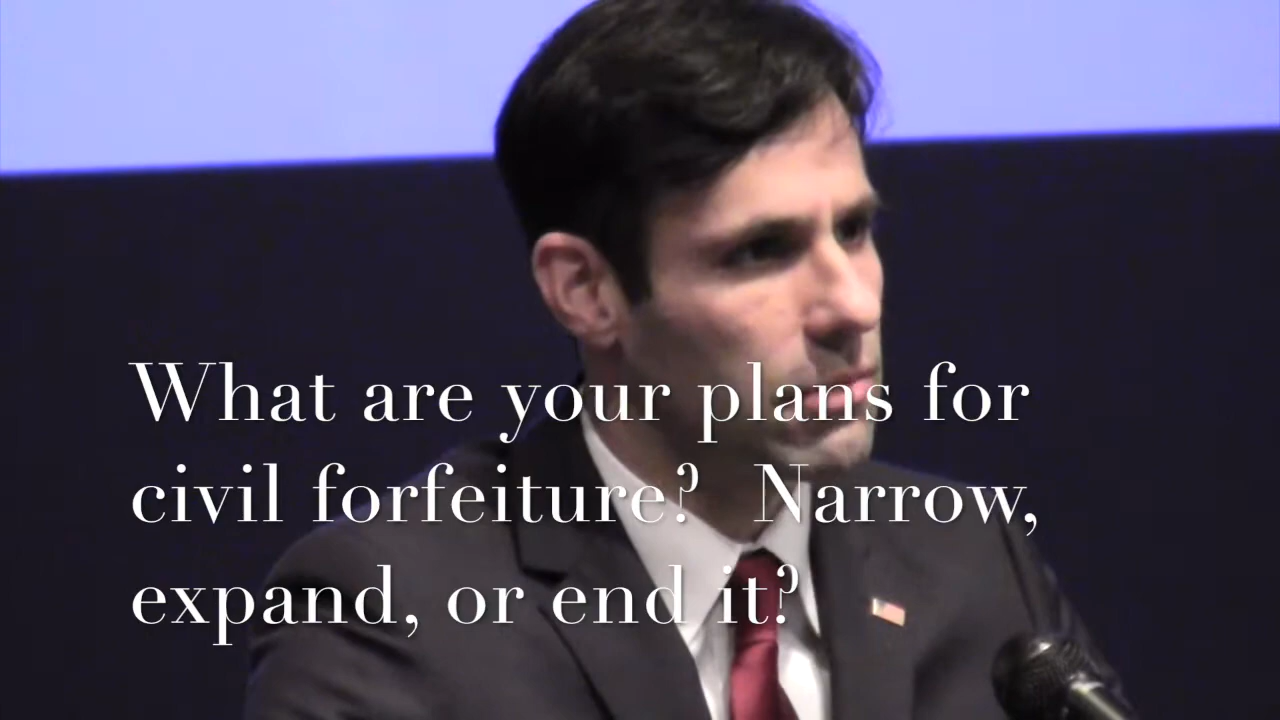 What are your plans for
civil forfeiture?  Narrow,
expand, or end it?